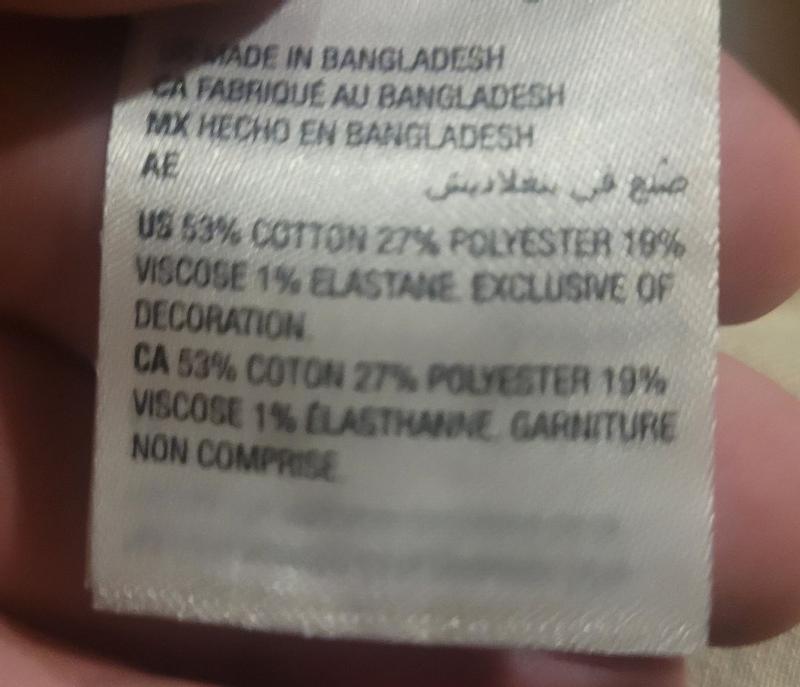 MADE IN BANGLADESH
CA FABRIQUÉ AU BANGLADESH
MX HECHO EN BANGLADESH
AE صُنع في بنغلاديش
US 53% COTTON 27% POLYESTER 19%
VISCOSE 1% ELASTANE. EXCLUSIVE OF
DECORATION.
CA 53% COTON 27% POLYESTER 19%
VISCOSE 1% ÉLASTHANNE. GARNITURE
NON COMPRISE.